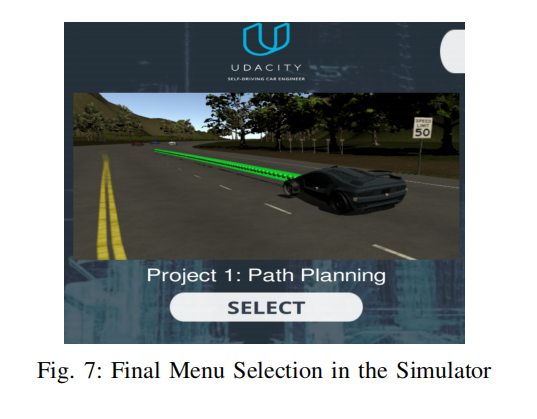 UDACITY
SELF-DRIVING CAR ENGINEER
SPEED
LIMIT
50
Project 1: Path Planning
SELECT
Fig. 7: Final Menu Selection in the Simulator